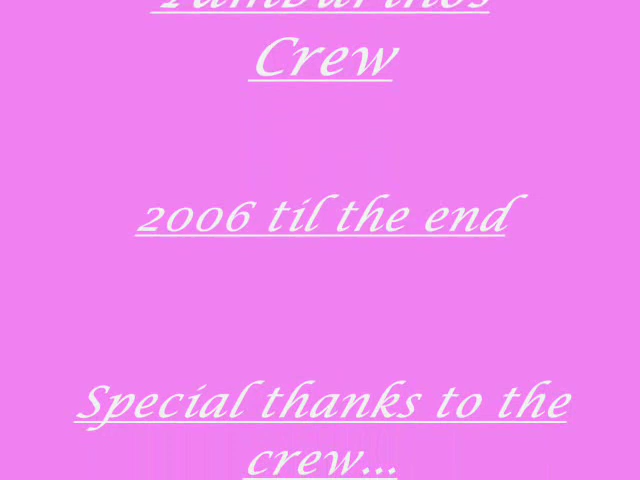 Crew
2006 til the end
Special thanks to the
crew...